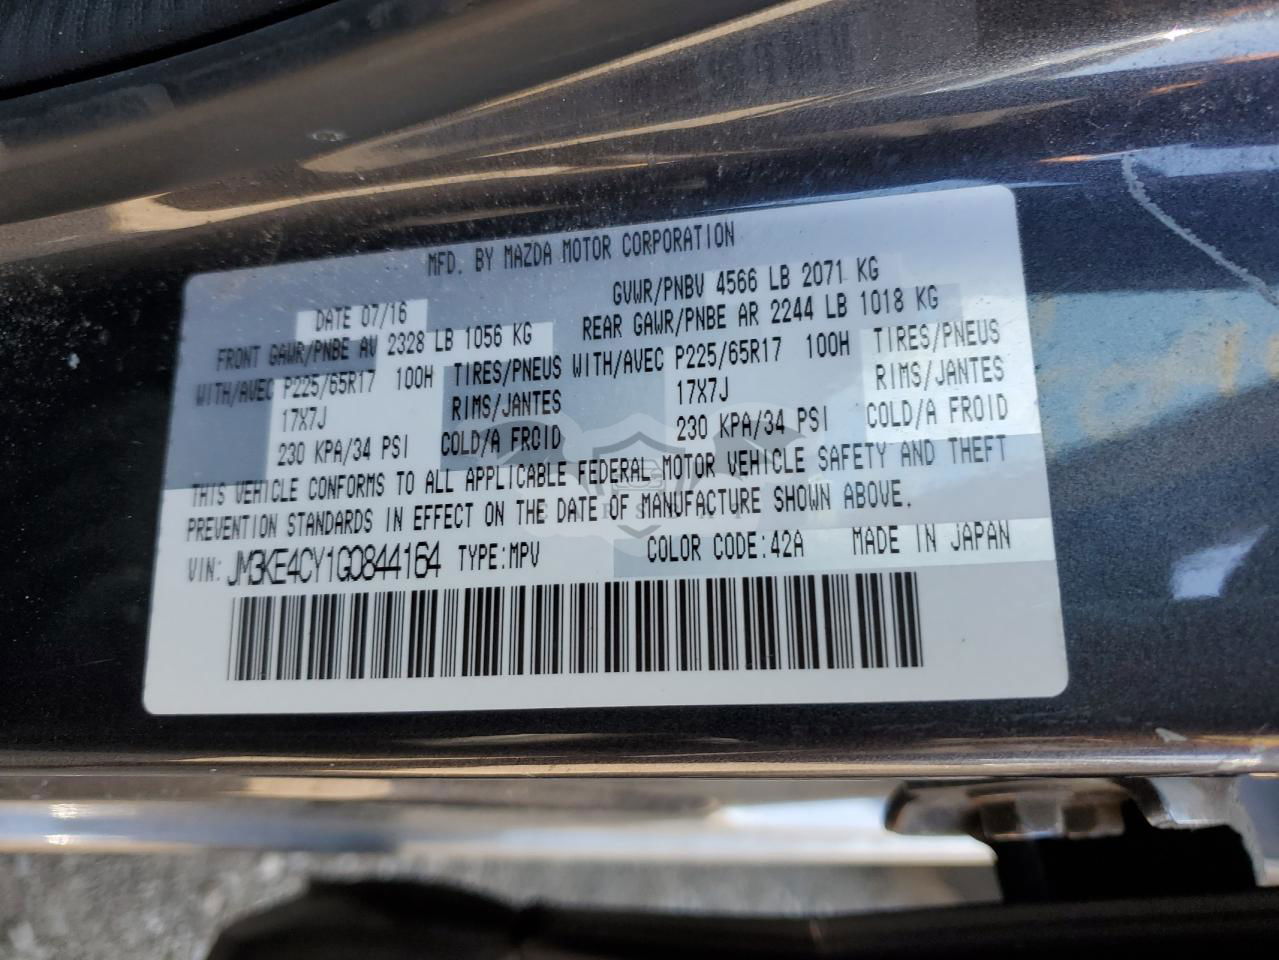 MFD. BY MAZDA MOTOR CORPORATION
DATE 07/16 GVWR/PNBV 4566 LB 2071 KG
FRONT GAWR/PNBE AV 2328 LB 1056 KG REAR GAWR/PNBE AR 2244 LB 1018 KG
WITH/AVEC P225/65R17 100H TIRES/PNEUS WITH/AVEC P225/65R17 100H TIRES/PNEUS
17X7J RIMS/JANTES 17X7J RIMS/JANTES
230 KPA/34 PSI COLD/A FROID 230 KPA/34 PSI COLD/A FROID
THIS VEHICLE CONFORMS TO ALL APPLICABLE FEDERAL MOTOR VEHICLE SAFETY AND THEFT
PREVENTION STANDARDS IN EFFECT ON THE DATE OF MANUFACTURE SHOWN ABOVE.
VIN: JM3KE4CY1G0844164 TYPE:MPV COLOR CODE:42A MADE IN JAPAN